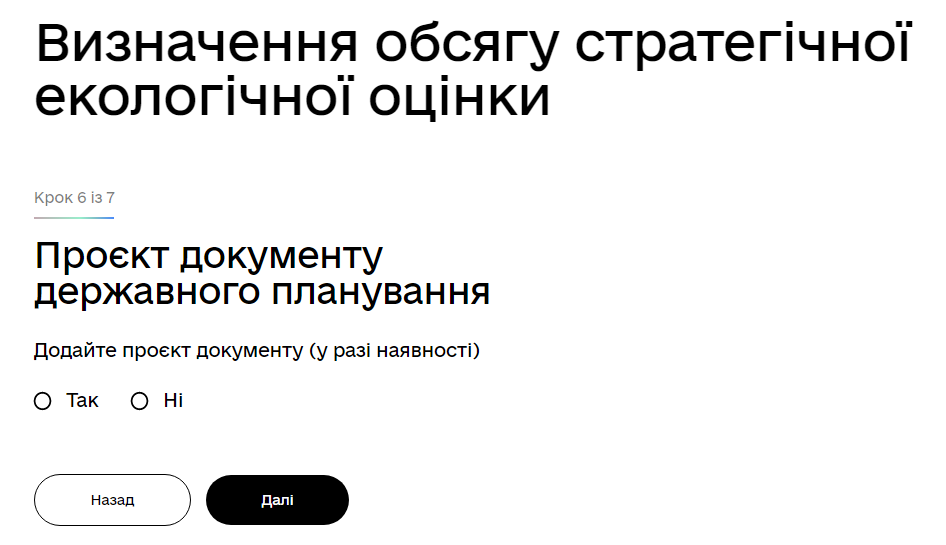 Визначення обсягу стратегічної
екологічної оцінки
Крок 6 із 7
Проєкт документу
державного планування
Додайте проєкт документу (у разі наявності)
Так Ні
Назад Далі